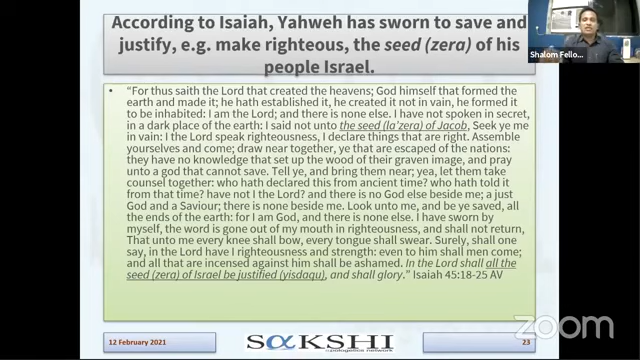 According to Isaiah, Yahweh has sworn to save and
justify, e.g. make righteous, the seed (zera) of his
people Israel.
Shalom Fello...
• "For thus saith the Lord that created the heavens; God himself that formed the
earth and made it; he hath established it, he created it not in vain, he formed it
to be inhabited: I am the Lord; and there is none else. I have not spoken in secret,
in a dark place of the earth: I said not unto the seed (la'zera) of Jacob, Seek ye me
in vain: I the Lord speak righteousness, I declare things that are right. Assemble
yourselves and come; draw near together, ye that are escaped of the nations:
they have no knowledge that set up the wood of their graven image, and pray
unto a god that cannot save. Tell ye, and bring them near; yea, let them take
counsel together: who hath declared this from ancient time? who hath told it
from that time? have not I the Lord? and there is no God else beside me; a just
God and a Saviour; there is none beside me. Look unto me, and be ye saved, all
the ends of the earth: for I am God, and there is none else. I have sworn by
myself, the word is gone out of my mouth in righteousness, and shall not return,
That unto me every knee shall bow, every tongue shall swear. Surely, shall one
say, in the Lord have I righteousness and strength: even to him shall men come;
and all that are incensed against him shall be ashamed. In the Lord shall all the
seed (zera) of Israel be justified (yisdaqu), and shall glory." Isaiah 45:18-25 AV
12 February 2021
SαKSHI
apologetics network
23
zoom